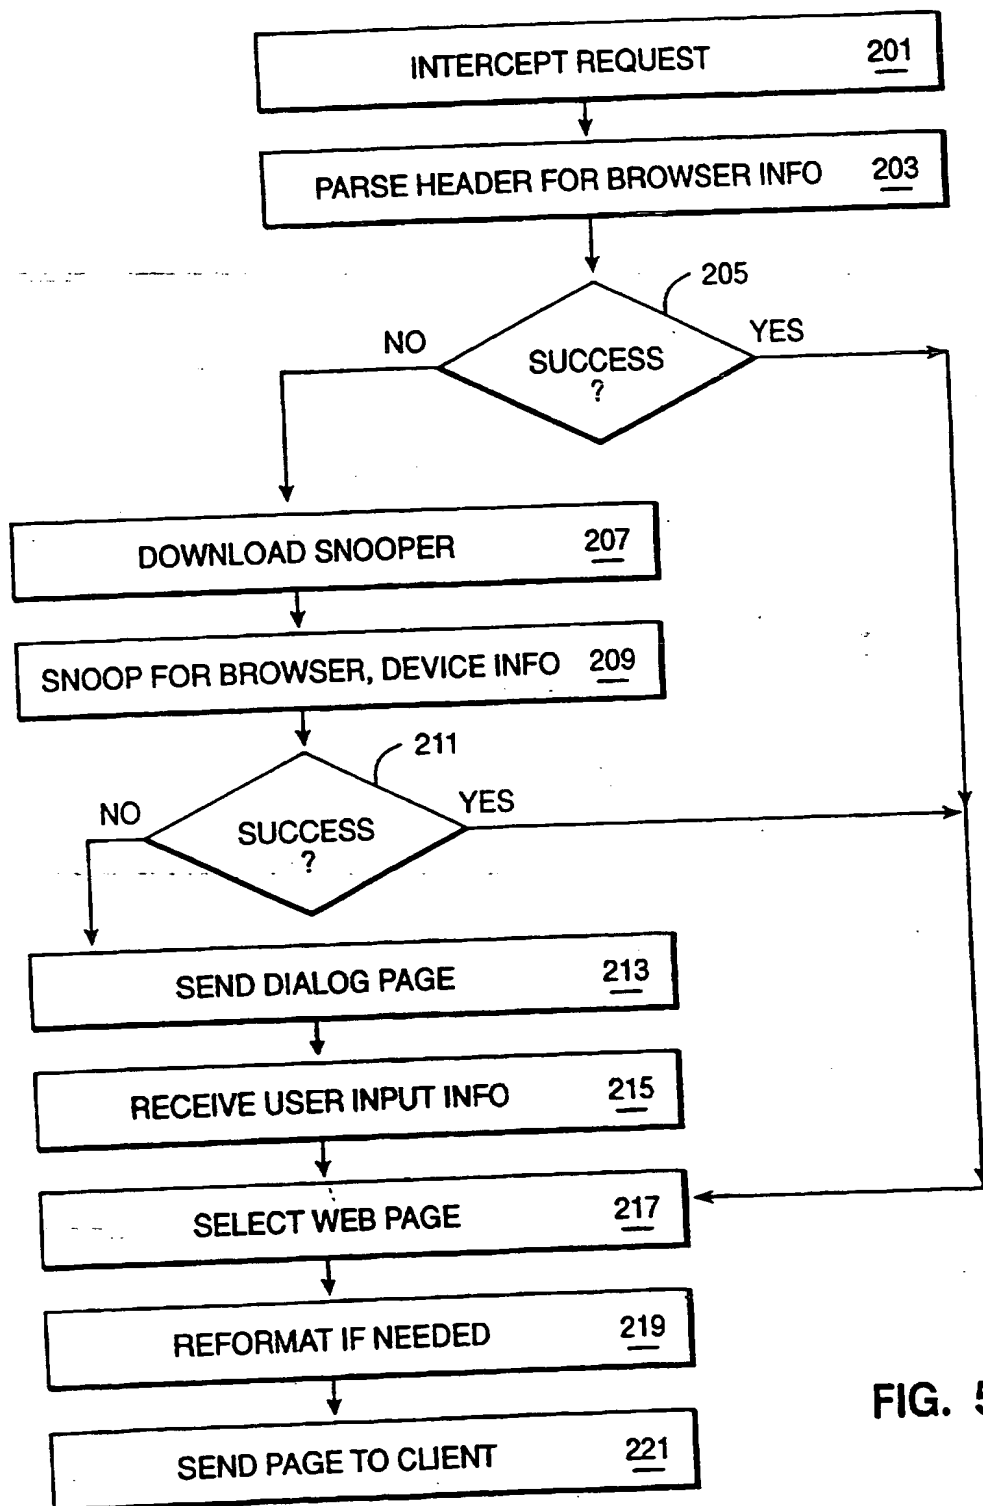 INTERCEPT REQUEST 201
PARSE HEADER FOR BROWSER INFO 203
205
NO
YES
SUCCESS
?
DOWNLOAD SNOOPER 207
SNOOP FOR BROWSER, DEVICE INFO 209
211
NO
YES
SUCCESS
?
SEND DIALOG PAGE 213
RECEIVE USER INPUT INFO 215
SELECT WEB PAGE 217
REFORMAT IF NEEDED 219
SEND PAGE TO CLIENT 221
FIG. 5